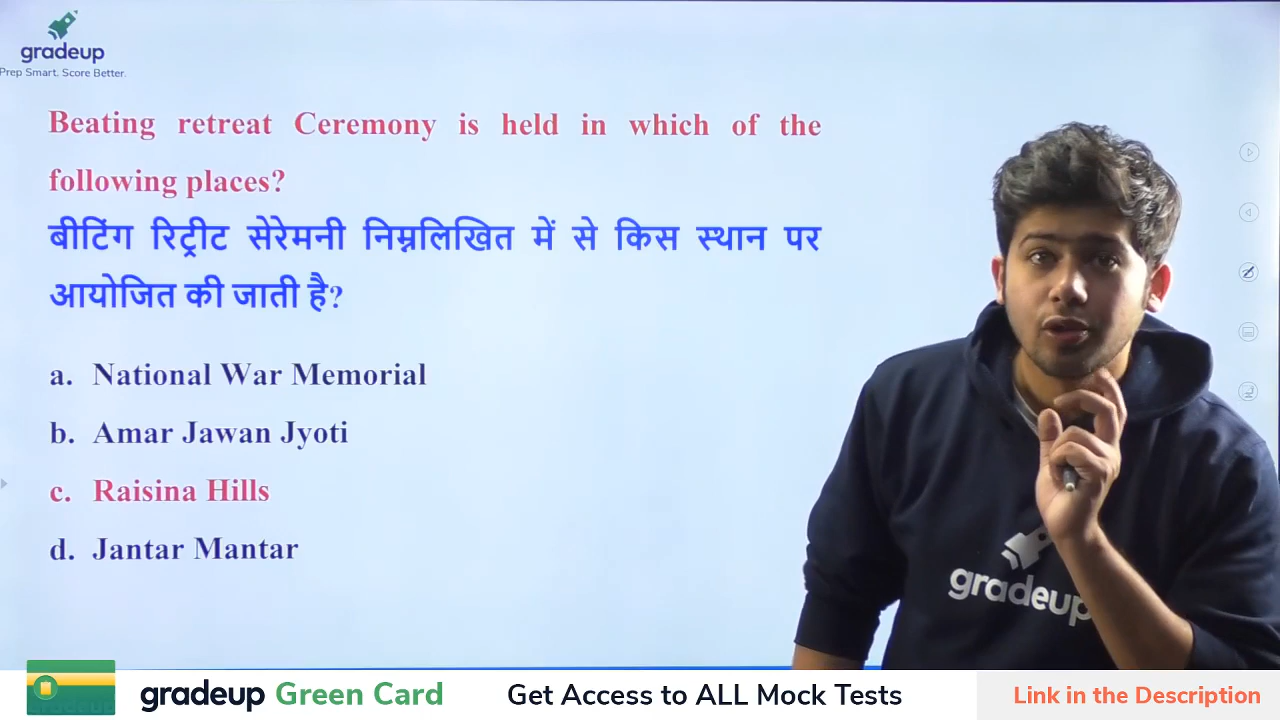 gradeup
Prep Smart. Score Better.
Beating retreat Ceremony is held in which of the
following places?
बीटिंग रिट्रीट सेरेमनी निम्नलिखित में से किस स्थान पर
आयोजित की जाती है?
a. National War Memorial
b. Amar Jawan Jyoti
c. Raisina Hills
d. Jantar Mantar
gradeup
gradeup
gradeup Green Card
Get Access to ALL Mock Tests
Link in the Description